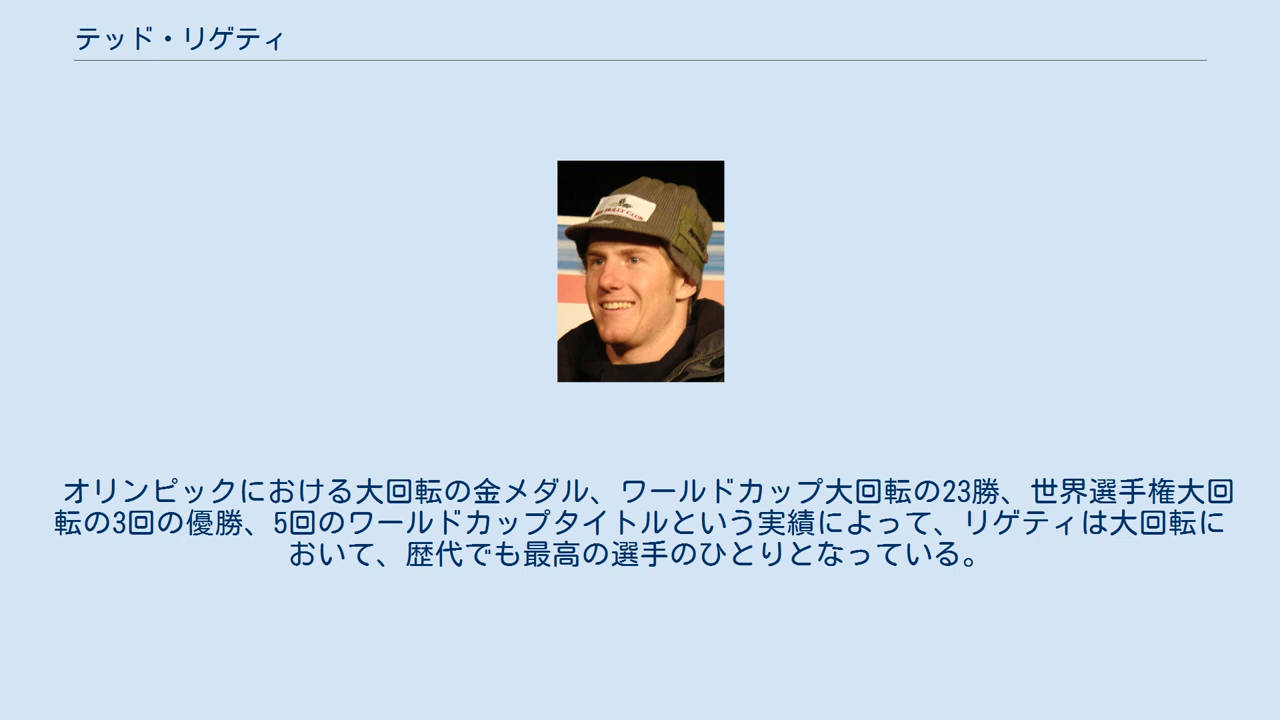 テッド・リゲティ
オリンピックにおける大回転の金メダル、ワールドカップ大回転の23勝、世界選手権大回
転の3回の優勝、5回のワールドカップタイトルという実績によって、リゲティは大回転に
おいて、歴代でも最高の選手のひとりとなっている。